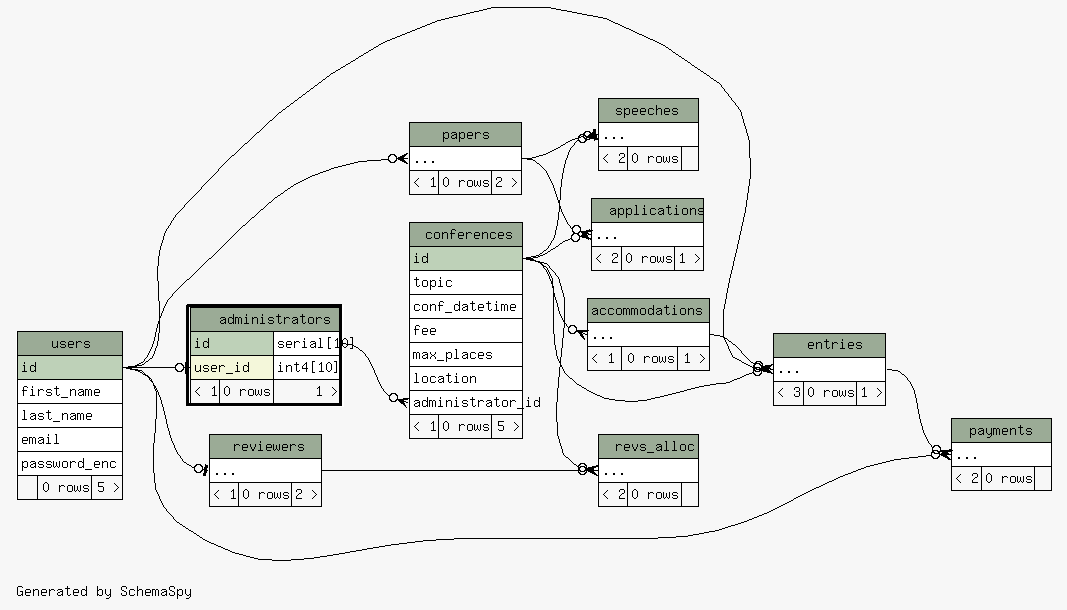 speeches
...
< 2 0 rows
papers
...
< 1 0 rows 2 >
applications
...
< 2 0 rows 1 >
conferences
id
topic
conf_datetime
fee
max_places
location
administrator_id
< 1 0 rows 5 >
accommodations
...
< 1 0 rows 1 >
administrators
id serial[10]
user_id int4[10]
< 1 0 rows 1 >
users
id
first_name
last_name
email
password_enc
0 rows 5 >
entries
...
< 3 0 rows 1 >
reviewers
...
< 1 0 rows 2 >
revs_alloc
...
< 2 0 rows
payments
...
< 2 0 rows
Generated by SchemaSpy